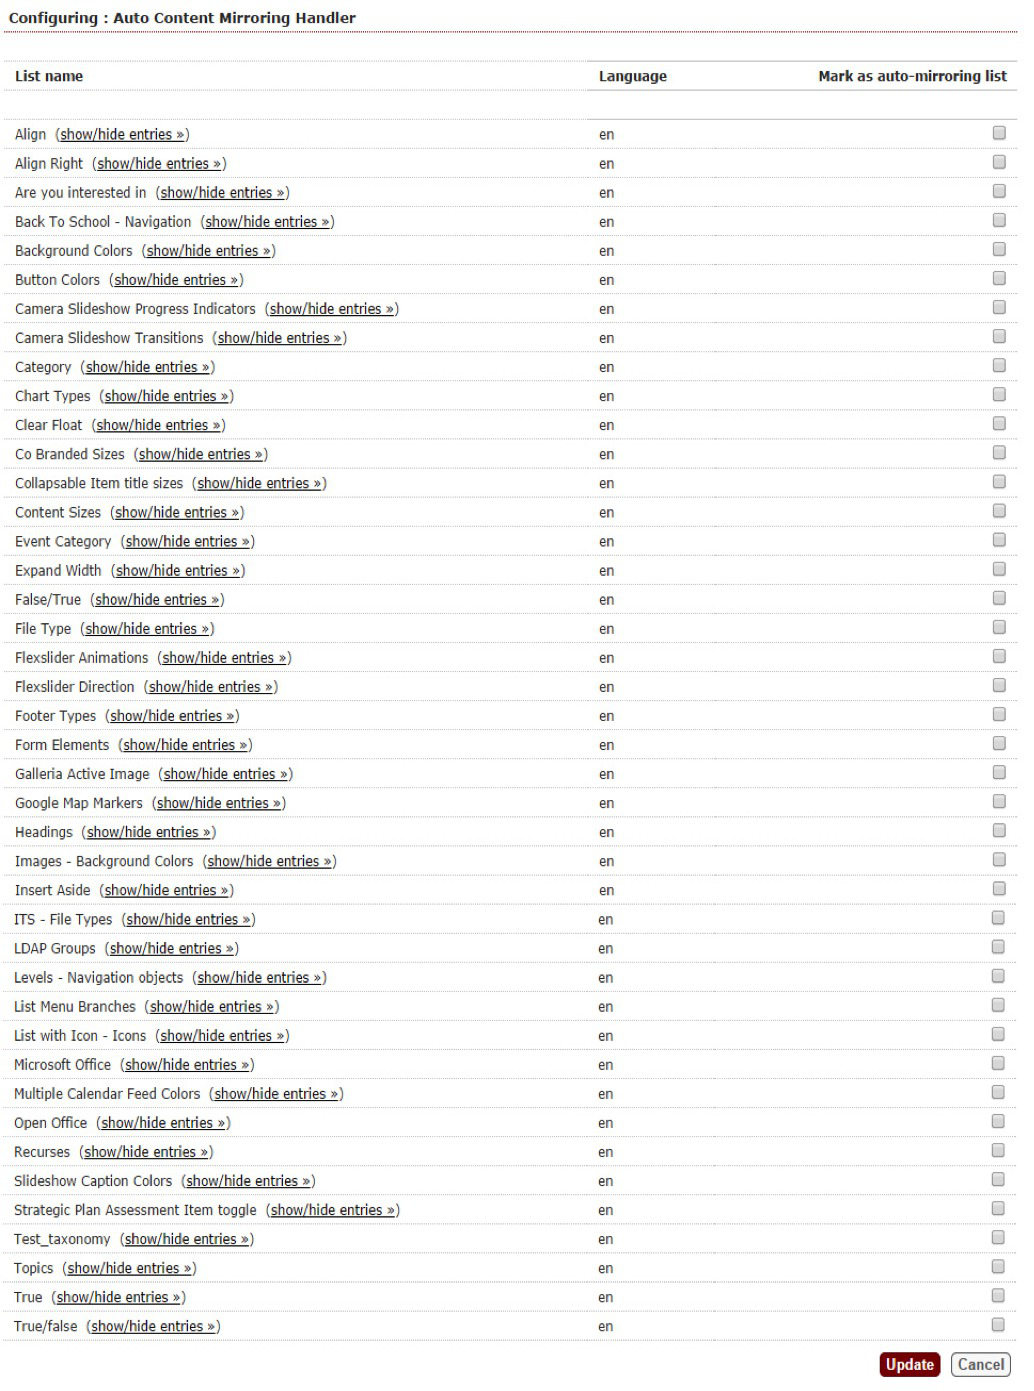 Configuring : Auto Content Mirroring Handler
List name Language Mark as auto-mirroring list
Align (show/hide entries ») en
Align Right (show/hide entries ») en
Are you interested in (show/hide entries ») en
Back To School - Navigation (show/hide entries ») en
Background Colors (show/hide entries ») en
Button Colors (show/hide entries ») en
Camera Slideshow Progress Indicators (show/hide entries ») en
Camera Slideshow Transitions (show/hide entries ») en
Category (show/hide entries ») en
Chart Types (show/hide entries ») en
Clear Float (show/hide entries ») en
Co Branded Sizes (show/hide entries ») en
Collapsable Item title sizes (show/hide entries ») en
Content Sizes (show/hide entries ») en
Event Category (show/hide entries ») en
Expand Width (show/hide entries ») en
False/True (show/hide entries ») en
File Type (show/hide entries ») en
Flexslider Animations (show/hide entries ») en
Flexslider Direction (show/hide entries ») en
Footer Types (show/hide entries ») en
Form Elements (show/hide entries ») en
Galleria Active Image (show/hide entries ») en
Google Map Markers (show/hide entries ») en
Headings (show/hide entries ») en
Images - Background Colors (show/hide entries ») en
Insert Aside (show/hide entries ») en
ITS - File Types (show/hide entries ») en
LDAP Groups (show/hide entries ») en
Levels - Navigation objects (show/hide entries ») en
List Menu Branches (show/hide entries ») en
List with Icon - Icons (show/hide entries ») en
Microsoft Office (show/hide entries ») en
Multiple Calendar Feed Colors (show/hide entries ») en
Open Office (show/hide entries ») en
Recurses (show/hide entries ») en
Slideshow Caption Colors (show/hide entries ») en
Strategic Plan Assessment Item toggle (show/hide entries ») en
Test_taxonomy (show/hide entries ») en
Topics (show/hide entries ») en
True (show/hide entries ») en
True/false (show/hide entries ») en
Update Cancel